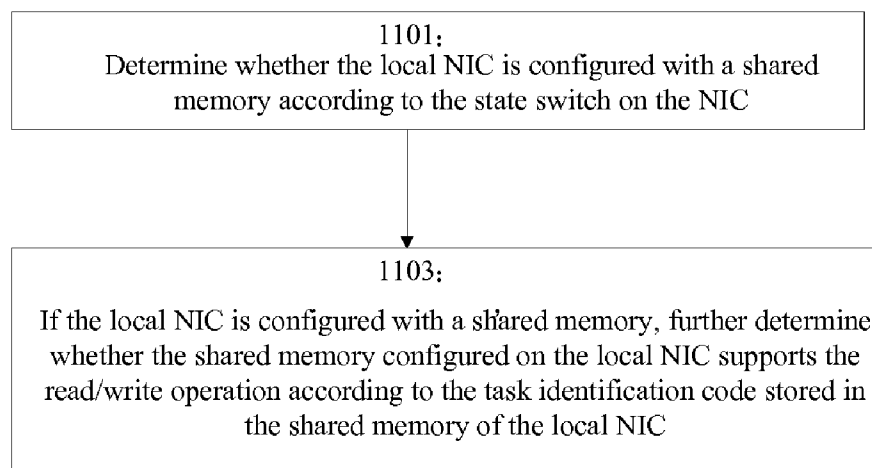 1101：
Determine whether the local NIC is configured with a shared
memory according to the state switch on the NIC
1103：
If the local NIC is configured with a shared memory, further determine
whether the shared memory configured on the local NIC supports the
read/write operation according to the task identification code stored in
the shared memory of the local NIC